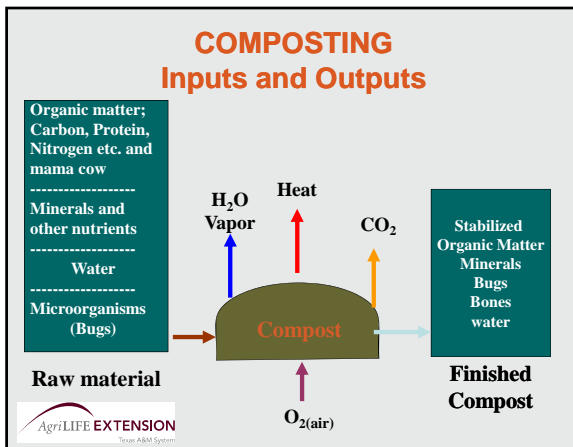 COMPOSTING
Inputs and Outputs
Organic matter;
Carbon, Protein,
Nitrogen etc. and
mama cow
-------------------
Minerals and
other nutrients
-------------------
Water
-------------------
Microorganisms
(Bugs)
Raw material
H₂O
Vapor
Heat
CO₂
Compost
O₂(air)
Stabilized
Organic Matter
Minerals
Bugs
Bones
water
Finished
Compost
AgriLIFE EXTENSION
Texas A&M System